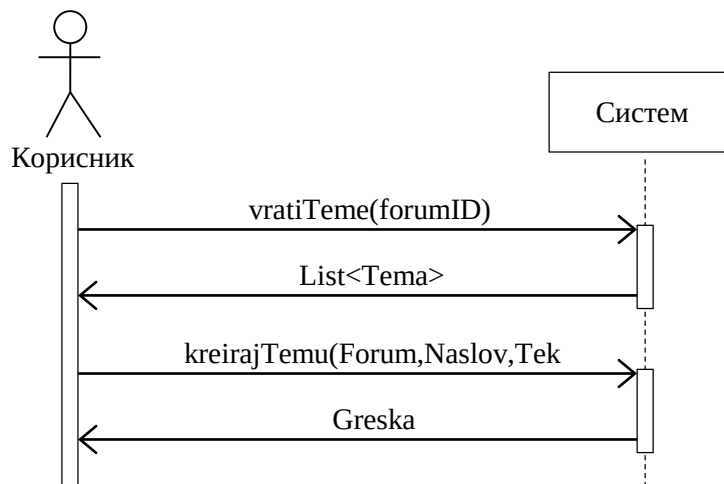 Корисник
Систем
vratiTeme(forumID)
List<Tema>
kreirajTemu(Forum,Naslov,Tek
Greska